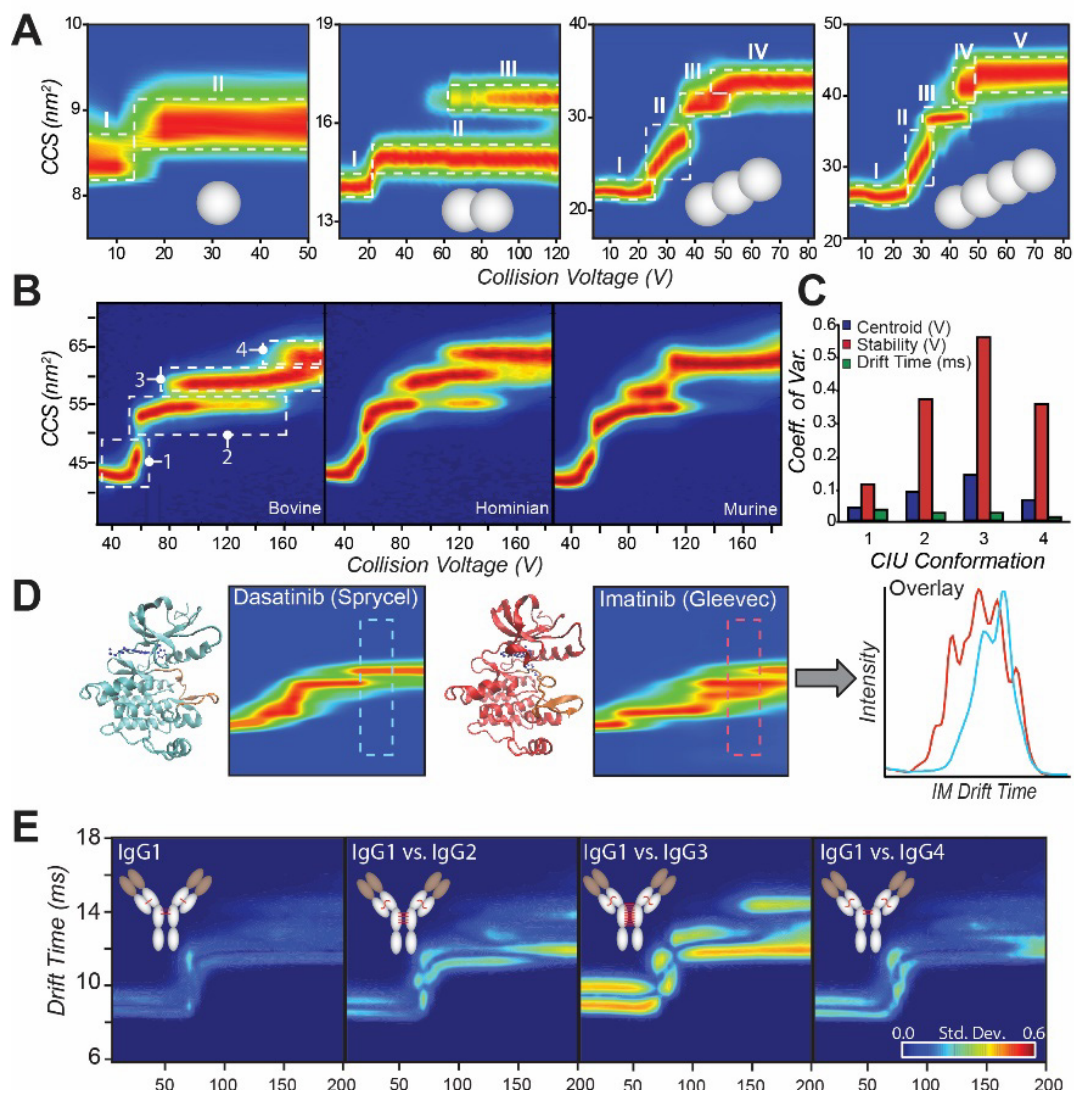 A
CCS (nm²)
10
9
8
I
II
10 20 30 40 50
19
16
13
I
II
III
20 40 60 80 100 120
40
30
20
I
II
III
IV
10 20 30 40 50 60 70 80
50
40
30
20
I
II
III
IV
V
10 20 30 40 50 60 70 80
Collision Voltage (V)
B
CCS (nm²)
65
55
45
1
2
3
4
Bovine
Hominian
Murine
40 80 120 160
40 80 120 160
40 80 120 160
Collision Voltage (V)
C
Coeff. of Var.
0.6
0.5
0.4
0.3
0.2
0.1
0
Centroid (V)
Stability (V)
Drift Time (ms)
1 2 3 4
CIU Conformation
D
Dasatinib (Sprycel)
Imatinib (Gleevec)
Overlay
Intensity
IM Drift Time
E
Drift Time (ms)
18
14
10
6
IgG1
IgG1 vs. IgG2
IgG1 vs. IgG3
IgG1 vs. IgG4
0.0 Std. Dev. 0.6
50 100 150 200
50 100 150 200
50 100 150 200
50 100 150 200